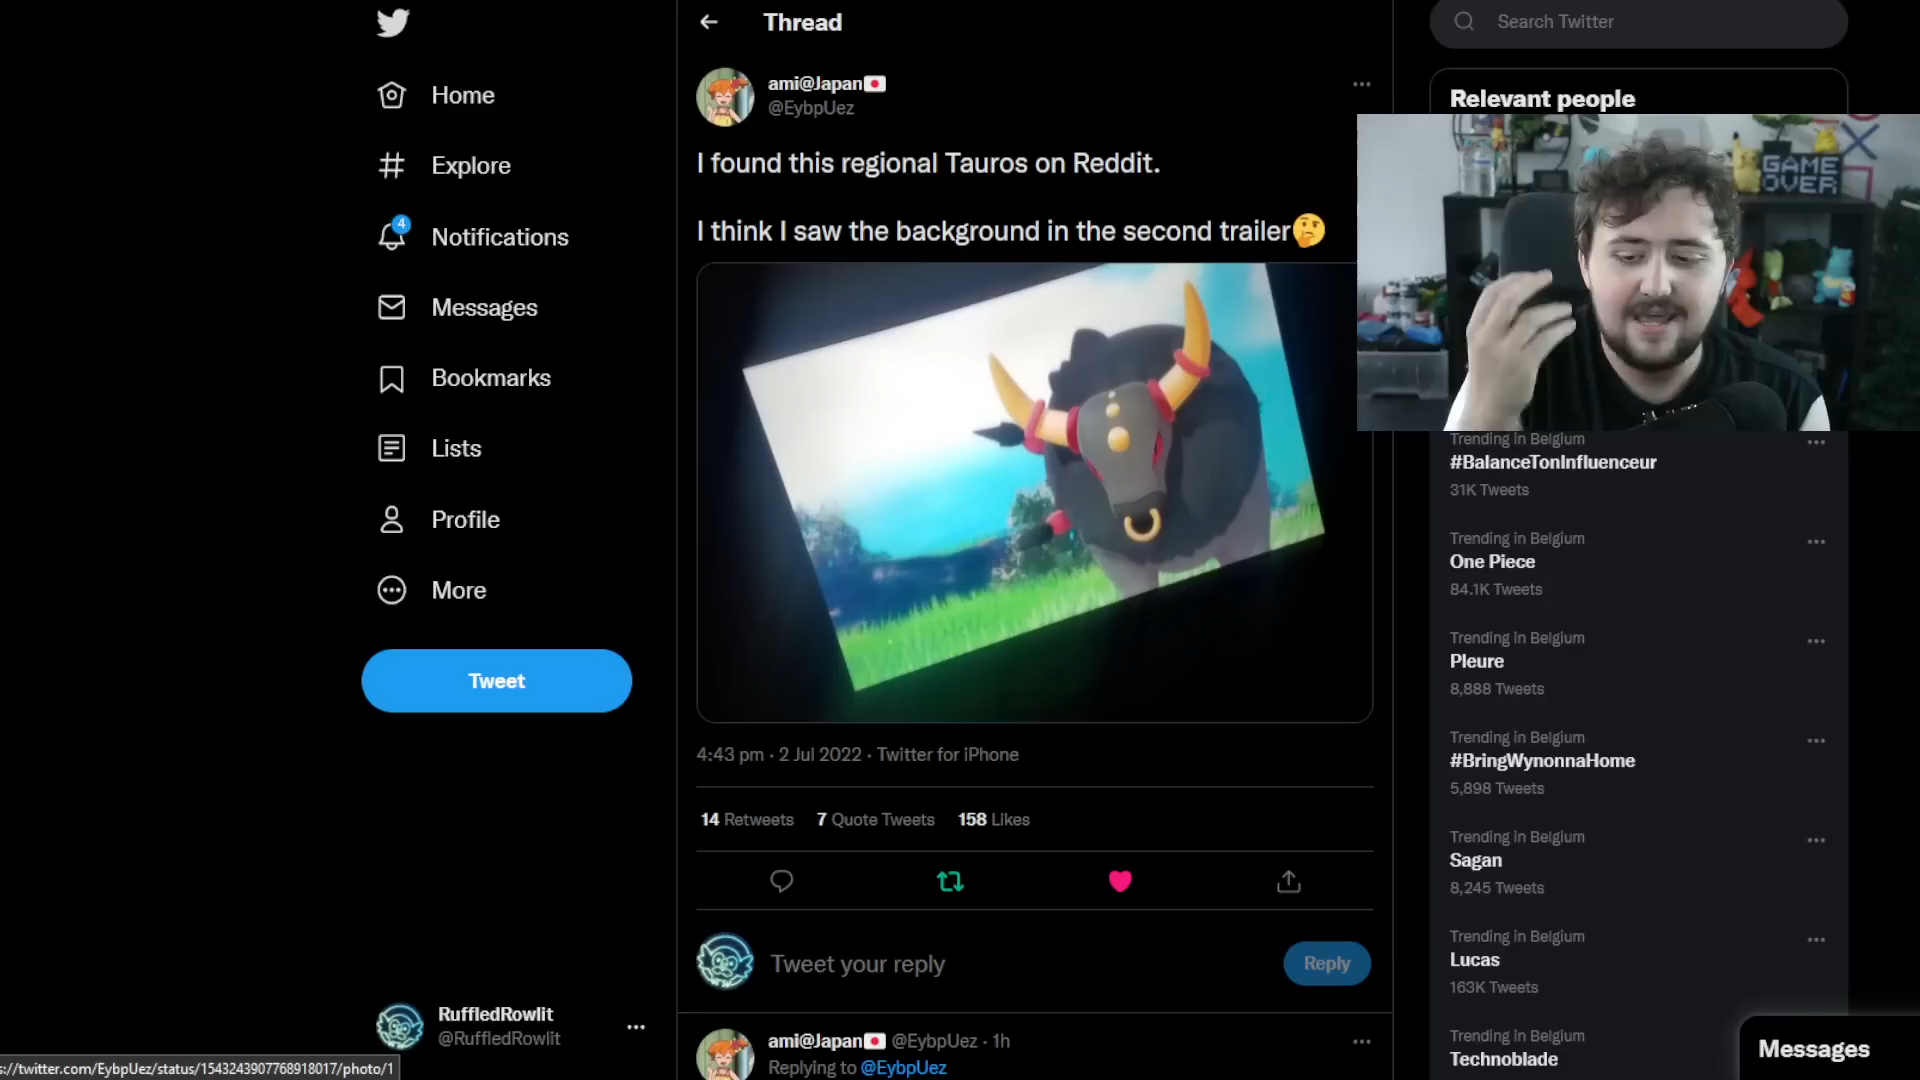 Thread
Search Twitter
ami@Japan
@EybpUez
Home
Explore
4
Notifications
Messages
Bookmarks
Lists
Profile
More
Tweet
RuffledRowlit
@RuffledRowlit
I found this regional Tauros on Reddit.
I think I saw the background in the second trailer🤔
4:43 pm · 2 Jul 2022 · Twitter for iPhone
14 Retweets 7 Quote Tweets 158 Likes
Tweet your reply
Reply
ami@Japan @EybpUez · 1h
Replying to @EybpUez
Relevant people
GAME
OVER
Trending in Belgium
#BalanceTonInfluenceur
31K Tweets
Trending in Belgium
One Piece
84.1K Tweets
Trending in Belgium
Pleure
8,888 Tweets
Trending in Belgium
#BringWynonnaHome
5,898 Tweets
Trending in Belgium
Sagan
8,245 Tweets
Trending in Belgium
Lucas
163K Tweets
Trending in Belgium
Technoblade
Messages
s://twitter.com/EybpUez/status/1543243907768918017/photo/1